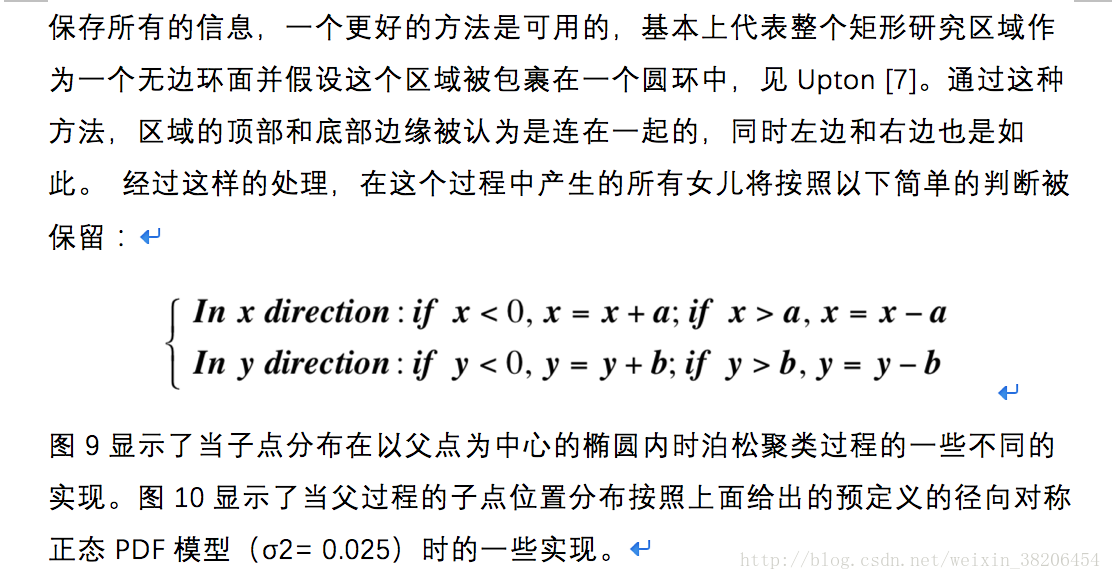 保存所有的信息，一个更好的方法是可用的，基本上代表整个矩形研究区域作
为一个无边环面并假设这个区域被包裹在一个圆环中，见 Upton [7]。通过这种
方法，区域的顶部和底部边缘被认为是连在一起的，同时左边和右边也是如
此。 经过这样的处理，在这个过程中产生的所有女儿将按照以下简单的判断被
保留：
In x direction : if x < 0, x = x + a; if x > a, x = x − a
In y direction : if y < 0, y = y + b; if y > b, y = y − b
图 9 显示了当子点分布在以父点为中心的椭圆内时泊松聚类过程的一些不同的
实现。图 10 显示了当父过程的子点位置分布按照上面给出的预定义的径向对称
正态 PDF 模型（σ2= 0.025）时的一些实现。
http://blog.csdn.net/weixin_38206454